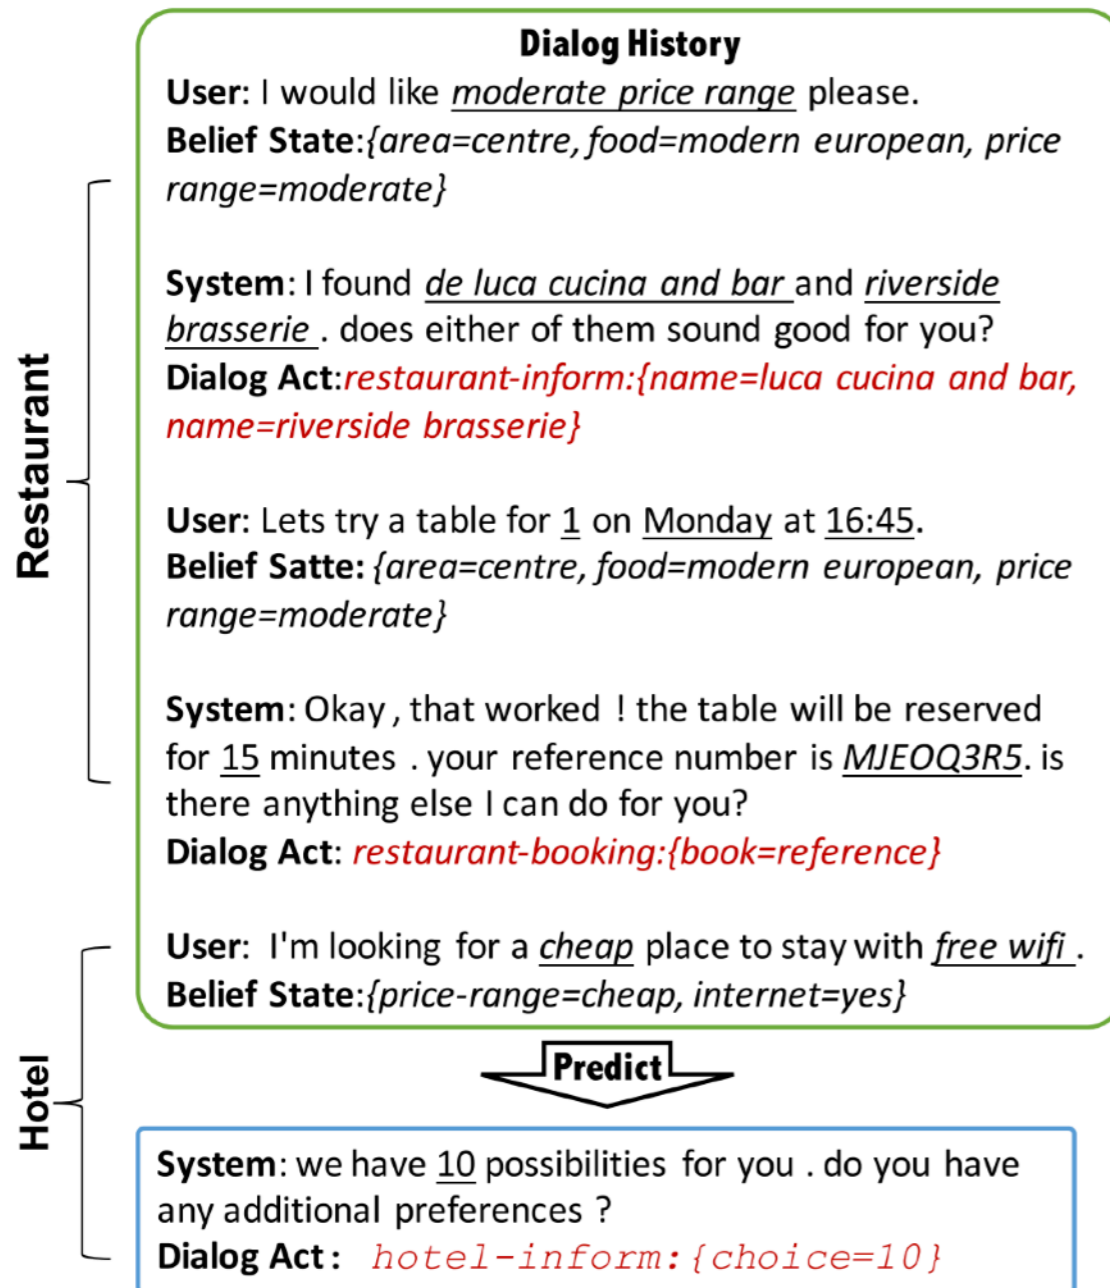 Dialog History
User: I would like moderate price range please.
Belief State:{area=centre, food=modern european, price
range=moderate}
System: I found de luca cucina and bar and riverside
brasserie . does either of them sound good for you?
Dialog Act:restaurant-inform:{name=luca cucina and bar,
name=riverside brasserie}
User: Lets try a table for 1 on Monday at 16:45.
Belief Satte: {area=centre, food=modern european, price
range=moderate}
System: Okay , that worked ! the table will be reserved
for 15 minutes . your reference number is MJEOQ3R5. is
there anything else I can do for you?
Dialog Act: restaurant-booking:{book=reference}
Restaurant
User: I'm looking for a cheap place to stay with free wifi .
Belief State:{price-range=cheap, internet=yes}
Predict
System: we have 10 possibilities for you . do you have
any additional preferences ?
Dialog Act: hotel-inform:{choice=10}
Hotel